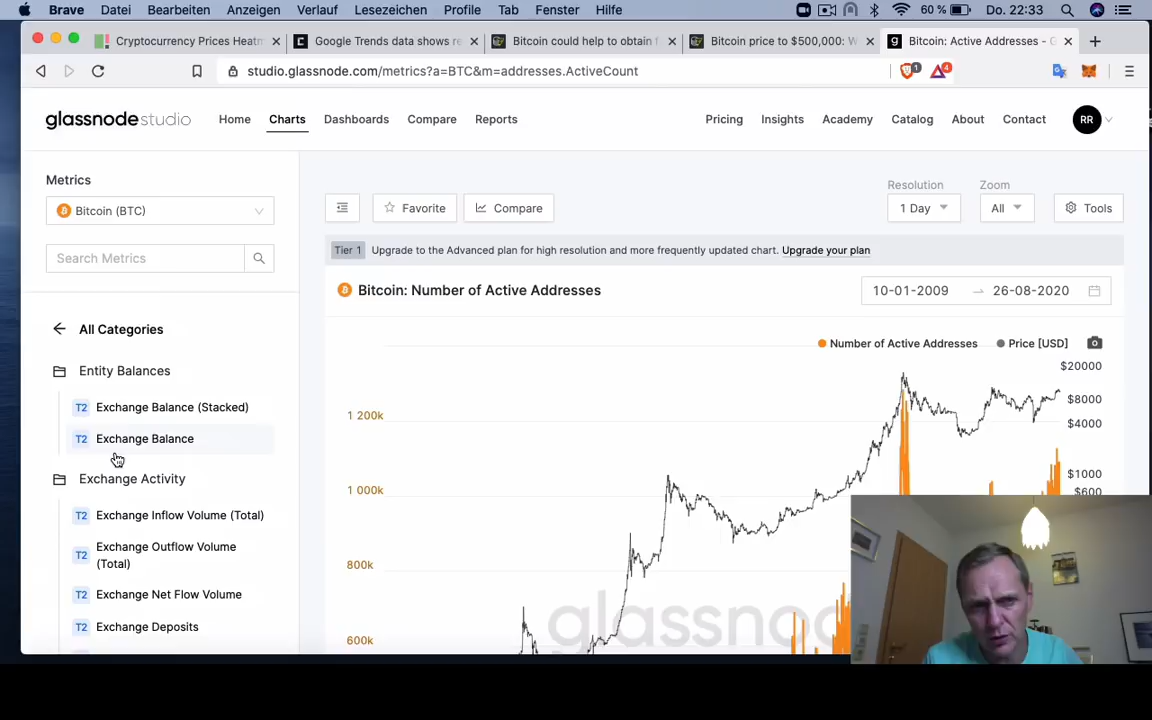 Brave Datei Bearbeiten Anzeigen Verlauf Lesezeichen Profile Tab Fenster Hilfe 60 % Do. 22:33
Cryptocurrency Prices Heatm
Google Trends data shows re
Bitcoin could help to obtain f
Bitcoin price to $500,000: W
Bitcoin: Active Addresses - G
studio.glassnode.com/metrics?a=BTC&m=addresses.ActiveCount
1
4
glassnodestudio
Home Charts Dashboards Compare Reports
Pricing Insights Academy Catalog About Contact RR
Metrics
Bitcoin (BTC)
Search Metrics
All Categories
Entity Balances
T2 Exchange Balance (Stacked)
T2 Exchange Balance
Exchange Activity
T2 Exchange Inflow Volume (Total)
T2 Exchange Outflow Volume
(Total)
T2 Exchange Net Flow Volume
T2 Exchange Deposits
Favorite
Compare
Resolution
1 Day
Zoom
All
Tools
Tier 1 Upgrade to the Advanced plan for high resolution and more frequently updated chart. Upgrade your plan
Bitcoin: Number of Active Addresses
10-01-2009 → 26-08-2020
Number of Active Addresses Price [USD]
1 200k
1 000k
800k
600k
$20000
$8000
$4000
$1000
$600
glassno